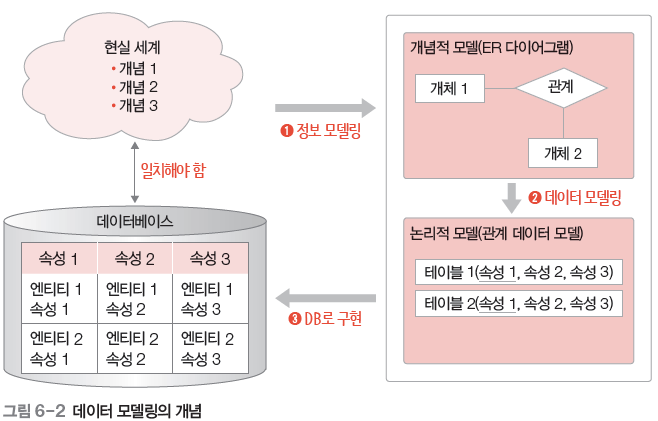 현실 세계
• 개념 1
• 개념 2
• 개념 3
❶ 정보 모델링
개념적 모델(ER 다이어그램)
개체 1
관계
개체 2
❷ 데이터 모델링
논리적 모델(관계 데이터 모델)
테이블 1(속성 1, 속성 2, 속성 3)
테이블 2(속성 1, 속성 2, 속성 3)
❸ DB로 구현
일치해야 함
데이터베이스
속성 1 속성 2 속성 3
엔티티 1 엔티티 1 엔티티 1
속성 1 속성 2 속성 3
엔티티 2 엔티티 2 엔티티 2
속성 1 속성 2 속성 3
그림 6-2 데이터 모델링의 개념